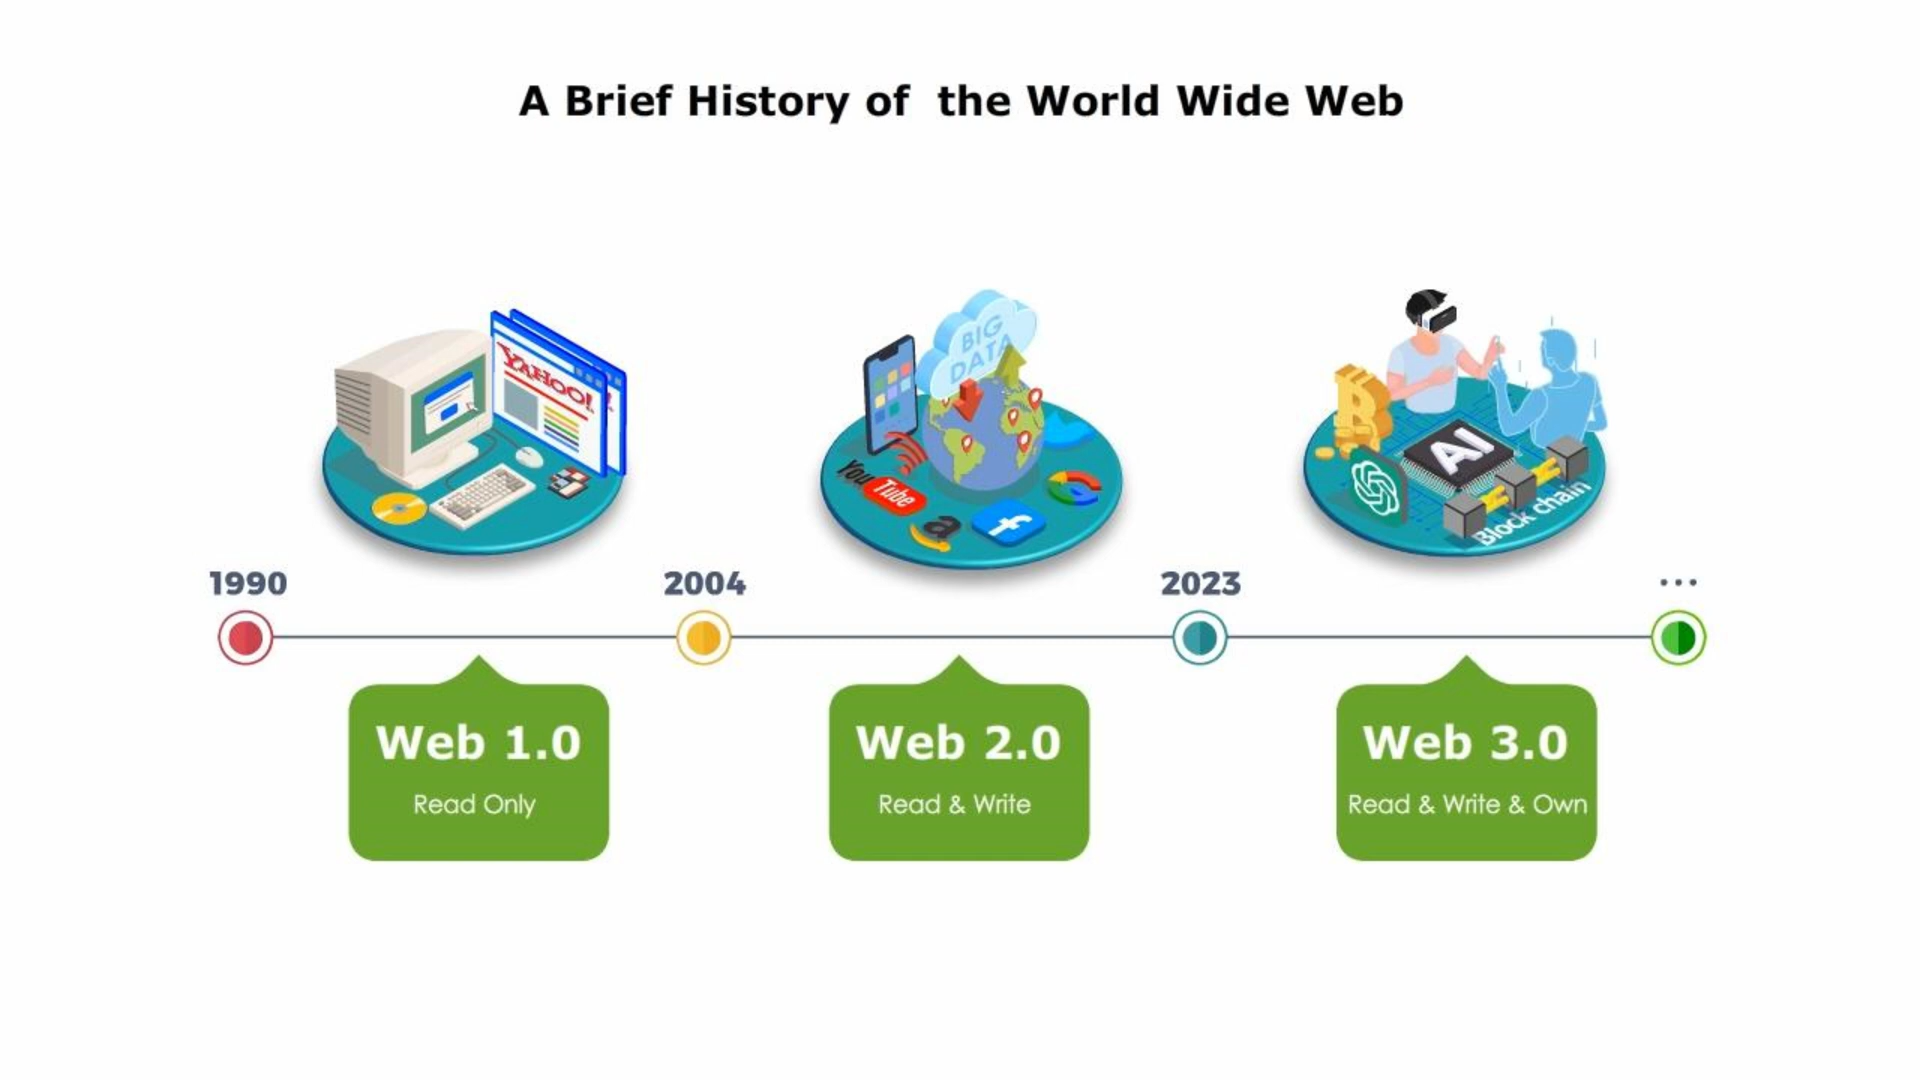 A Brief History of the World Wide Web
YAHOO!
BIG
DATA
You
Tube
a
f
AI
Block chain
1990
2004
2023
...
Web 1.0
Read Only
Web 2.0
Read & Write
Web 3.0
Read & Write & Own